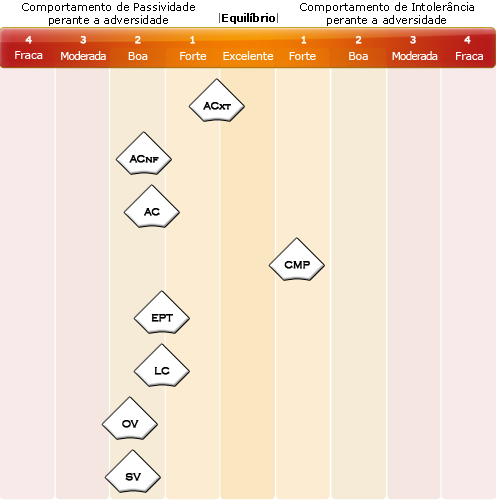 Comportamento de Passividade
perante a adversidade
|Equilíbrio|
Comportamento de Intolerância
perante a adversidade
4 3 2 1 1 2 3 4
Fraca Moderada Boa Forte Excelente Forte Boa Moderada Fraca
ACXT
ACNF
AC
CMP
EPT
LC
OV
SV